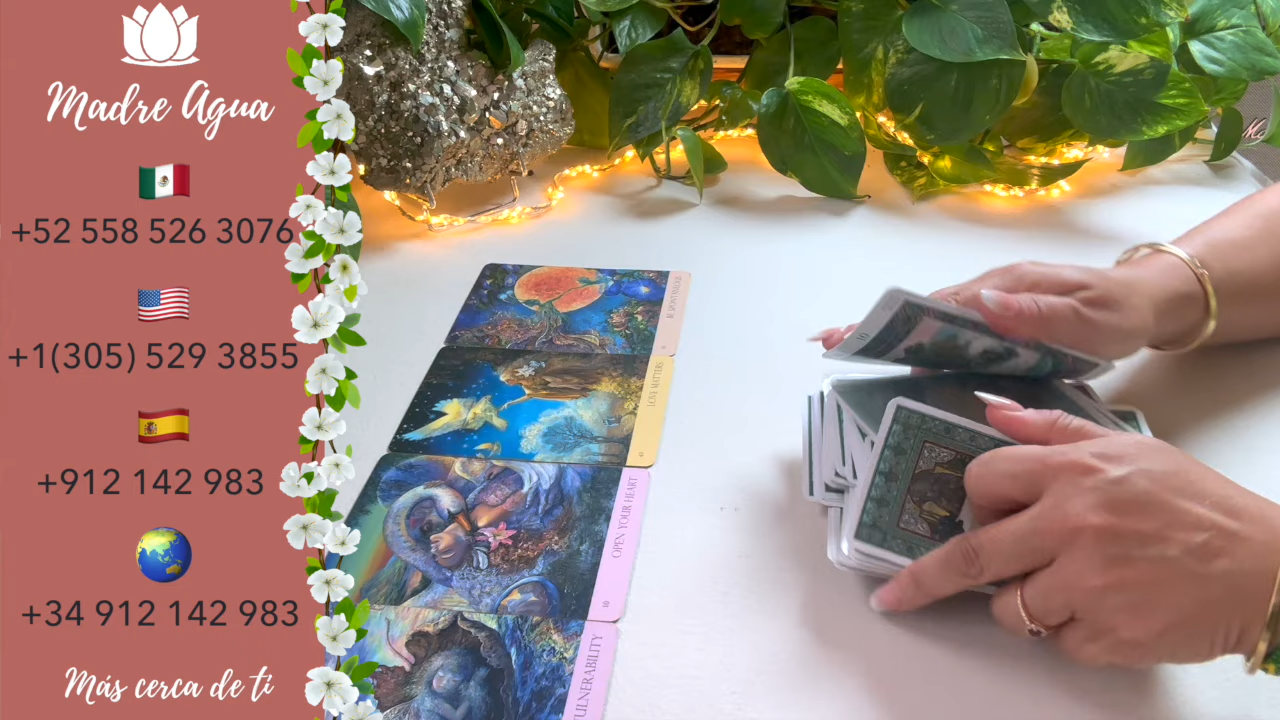 Madre Agua
+52 558 526 3076
+1(305) 529 3855
+912 142 983
+34 912 142 983
Más cerca de ti
LOVE MATTERS
OPEN YOUR HEART